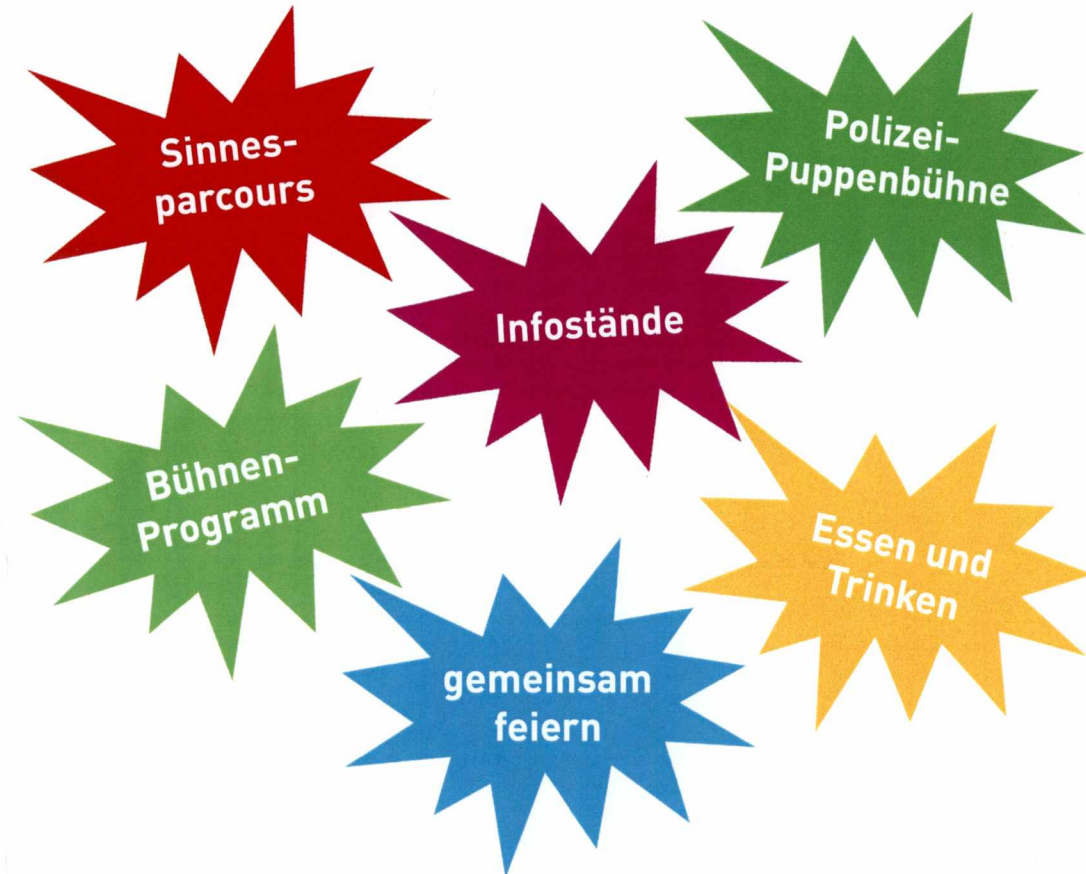 Sinnes-
parcours
Polizei-
Puppenbühne
Infostände
Bühnen-
Programm
Essen und
Trinken
gemeinsam
feiern